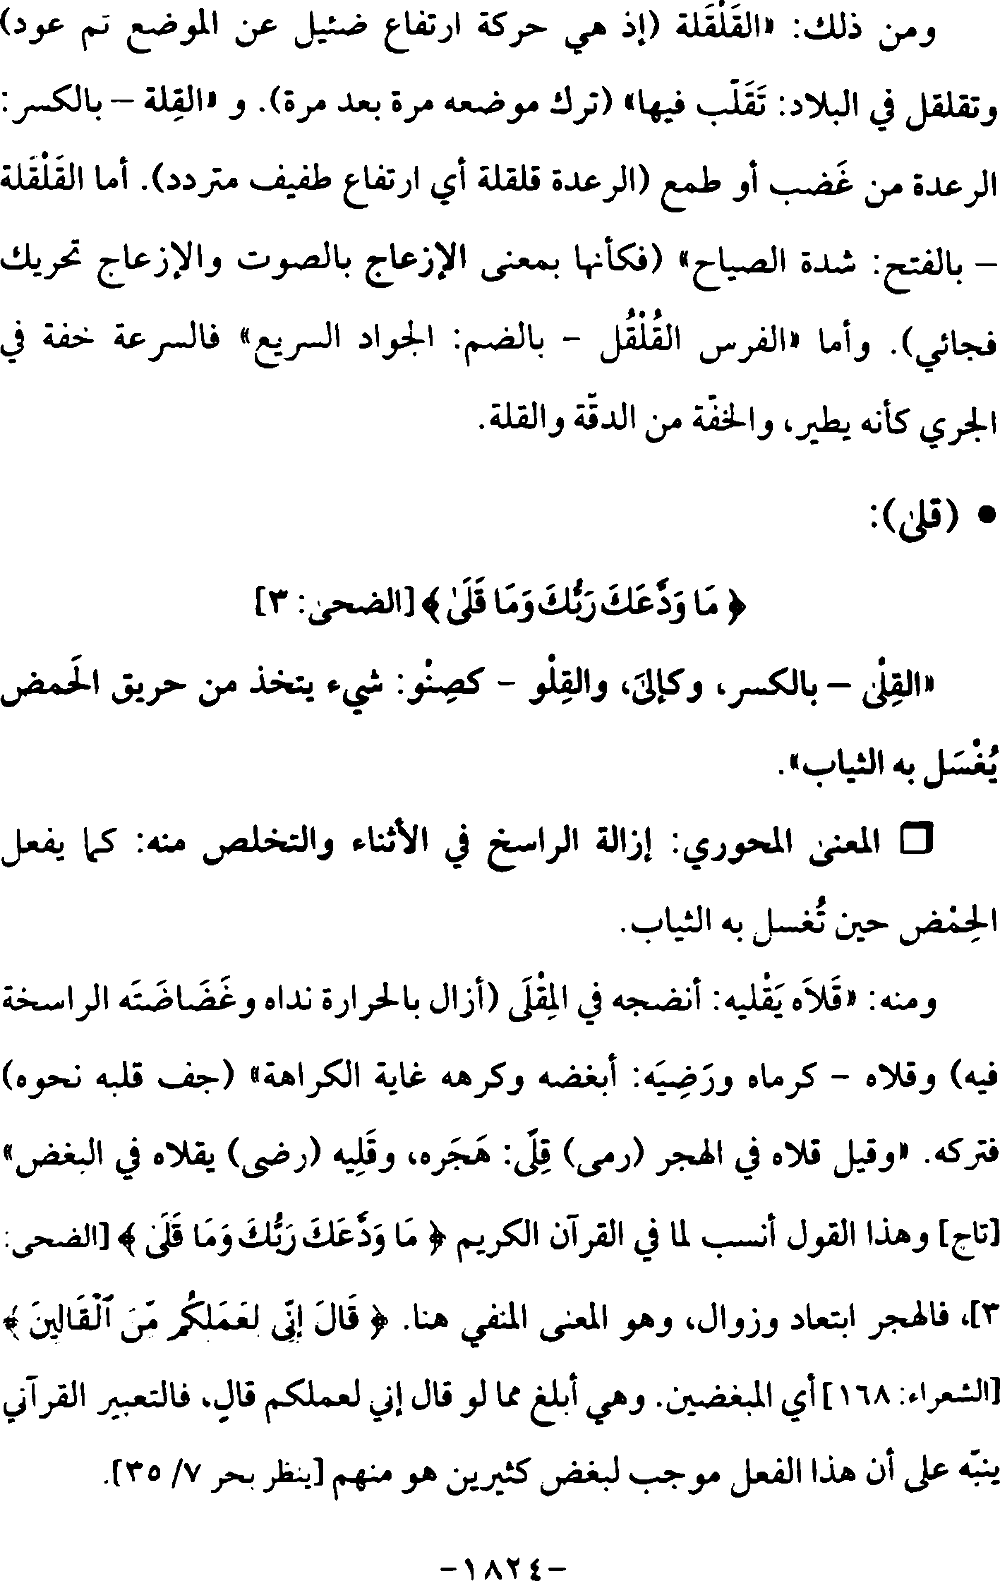 ومن ذلك: «القَلْقَلة (إذ هي حركة ارتفاع ضئيل عن الموضع ثم عود)
وتقلقل في البلاد: تَقَلّب فيها» (ترك موضعه مرة بعد مرة). و «القِلة – بالكسر:
الرعدة من غَضب أو طمع (الرعدة قلقلة أي ارتفاع طفيف متردد). أما القَلْقَلة
– بالفتح: شدة الصياح» (فكأنها بمعنى الإزعاج بالصوت والإزعاج تحريك
فجائي). وأما «الفرس القُلْقُل – بالضم: الجواد السريع» فالسرعة خفة في
الجري كأنه يطير، والخفّة من الدقّة والقلة.
• (قلى):
﴿ مَا وَدَّعَكَ رَبُّكَ وَمَا قَلَىٰ ﴾ [الضحى: ٣]
«القِلْى – بالكسر، وكإلىَ، والقِلْو – كصِنْو: شيء يتخذ من حريق الحَمض
يُغْسَل به الثياب».
□ المعنى المحوري: إزالة الراسخ في الأثناء والتخلص منه: كما يفعل
الحِمْض حين تُغسل به الثياب.
ومنه: «قَلَاَه يَقْليه: أنضجه في المِقْلَى (أزال بالحرارة نداه وغَضَاضَتَه الراسخة
فيه) وقلاه – كرماه ورَضِيَه: أبغضه وكرهه غاية الكراهة» (جف قلبه نحوه)
فتركه. «وقيل قلاه في الهجر (رمى) قِلًى: هَجَره، وقَلِيه (رضى) يقلاه في البغض»
[تاج] وهذا القول أنسب لما في القرآن الكريم ﴿ مَا وَدَّعَكَ رَبُّكَ وَمَا قَلَىٰ ﴾ [الضحى:
٣]، فالهجر ابتعاد وزوال، وهو المعنى المنفي هنا. ﴿ قَالَ إِنِّي لِعَمَلِكُم مِّنَ ٱلْقَالِينَ ﴾
[الشعراء: ١٦٨] أي المبغضين. وهي أبلغ مما لو قال إني لعملكم قالٍ، فالتعبير القرآني
ينبّه على أن هذا الفعل موجب لبغض كثيرين هو منهم [ينظر بحر ٧/ ٣٥].
-١٨٢٤-